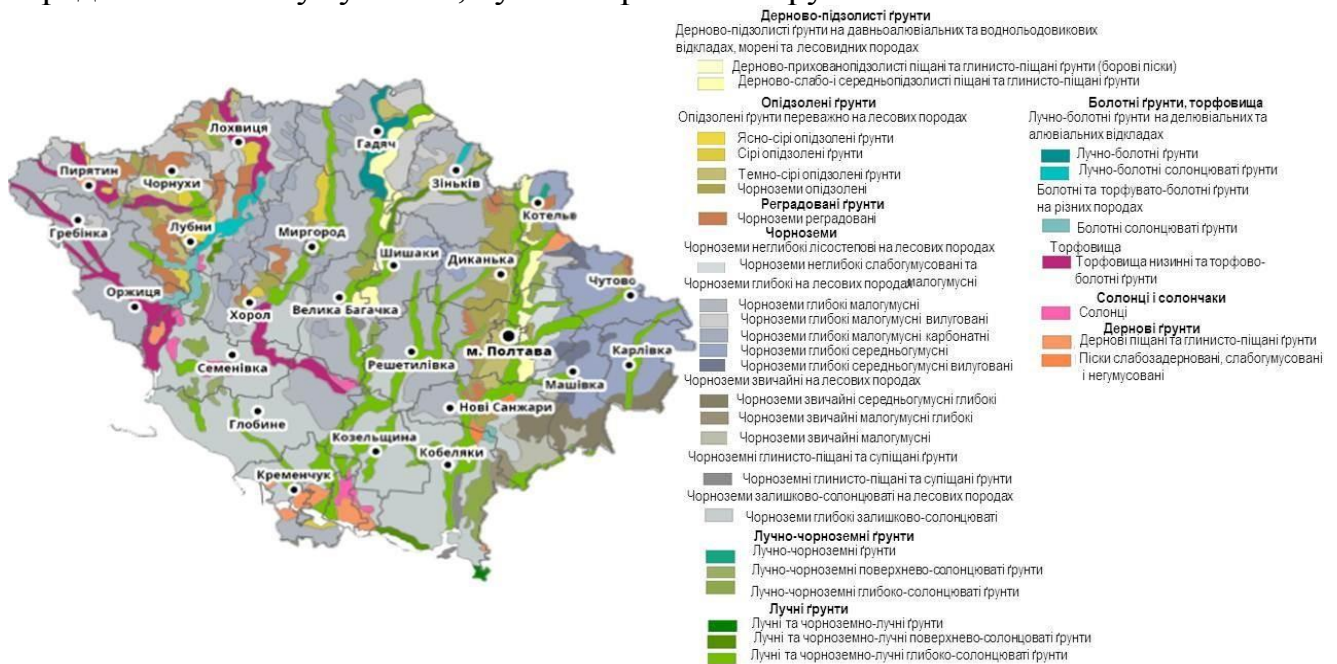 Дерново-підзолисті ґрунти
Дерново-підзолисті ґрунти на давньоалювіальних та воднольодовикових
відкладах, морені та лесовидних породах
Дерново-прихованопідзолисті піщані та глинисто-піщані ґрунти (борові піски)
Дерново-слабо-і середньопідзолисті піщані та глинисто-піщані ґрунти
Опідзолені ґрунти
Опідзолені ґрунти переважно на лесових породах
Ясно-сірі опідзолені ґрунти
Сірі опідзолені ґрунти
Темно-сірі опідзолені ґрунти
Чорноземи опідзолені
Реградовані ґрунти
Чорноземи реградовані
Чорноземи
Чорноземи неглибокі лісостепові на лесових породах
Чорноземи неглибокі слабогумусовані та
малогумусні
Чорноземи глибокі на лесових породах
Чорноземи глибокі малогумусні
Чорноземи глибокі малогумусні вилуговані
Чорноземи глибокі малогумусні карбонатні
Чорноземи глибокі середньогумусні
Чорноземи глибокі середньогумусні вилуговані
Чорноземи звичайні на лесових породах
Чорноземи звичайні середньогумусні глибокі
Чорноземи звичайні малогумусні глибокі
Чорноземи звичайні малогумусні
Чорноземні глинисто-піщані та супіщані ґрунти
Чорноземні глинисто-піщані та супіщані ґрунти
Чорноземи залишково-солонцюваті на лесових породах
Чорноземи глибокі залишково-солонцюваті
Лучно-чорноземні ґрунти
Лучно-чорноземні ґрунти
Лучно-чорноземні поверхнево-солонцюваті ґрунти
Лучно-чорноземні глибоко-солонцюваті ґрунти
Лучні ґрунти
Лучні та чорноземно-лучні ґрунти
Лучні та чорноземно-лучні поверхнево-солонцоваті ґрунти
Лучні та чорноземно-лучні глибоко-солонцюваті ґрунти
Болотні ґрунти, торфовища
Лучно-болотні ґрунти на делювіальних та
алювіальних відкладах
Лучно-болотні ґрунти
Лучно-болотні солонцюваті ґрунти
Болотні та торфувато-болотні ґрунти
на різних породах
Болотні солонцюваті ґрунти
Торфовища
Торфовища низинні та торфово-
болотні ґрунти
Солонці і солончаки
Солонці
Дернові ґрунти
Дернові піщані та глинисто-піщані ґрунти
Піски слабозадерновані, слабогумусовані
і негумусовані
Лохвиця
Гадяч
Пирятин
Чорнухи
Зіньків
Котельве
Гребінка
Лубни
Миргород
Шишаки
Диканька
Чутово
Оржиця
Хорол
Велика Багачка
м. Полтава
Карлівка
Семенівка
Решетилівка
Машівка
Глобине
Нові Санжари
Козельщина
Кобеляки
Кременчук